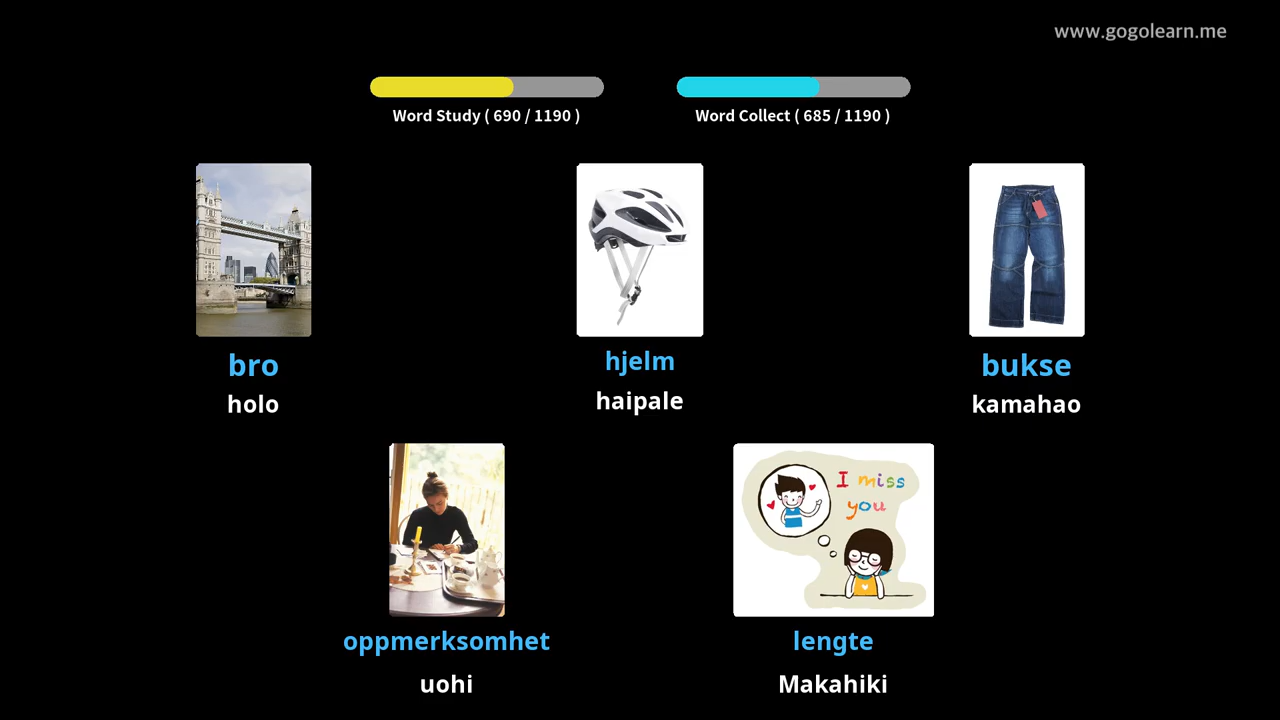 www.gogolearn.me
Word Study ( 690 / 1190 )
Word Collect ( 685 / 1190 )
bro
holo
hjelm
haipale
bukse
kamahao
I miss
you
oppmerksomhet
uohi
lengte
Makahiki